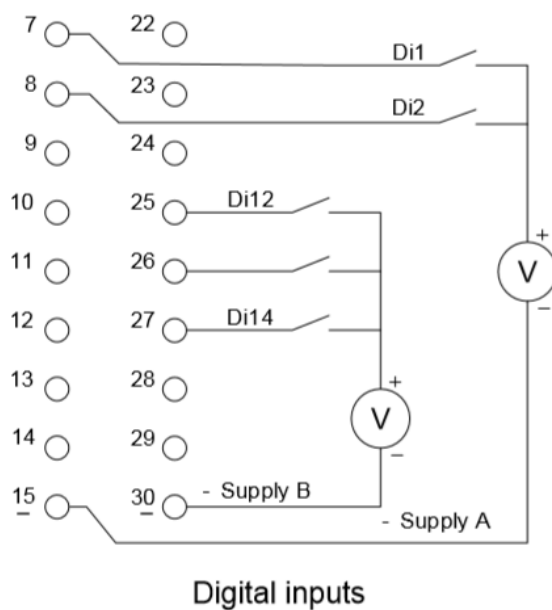 7 22
Di1
8 23
Di2
9 24
10 25 Di12
+
11 26 V
−
12 27 Di14
13 28
+
V
14 29 −
15 30 - Supply B
− −
- Supply A
Digital inputs